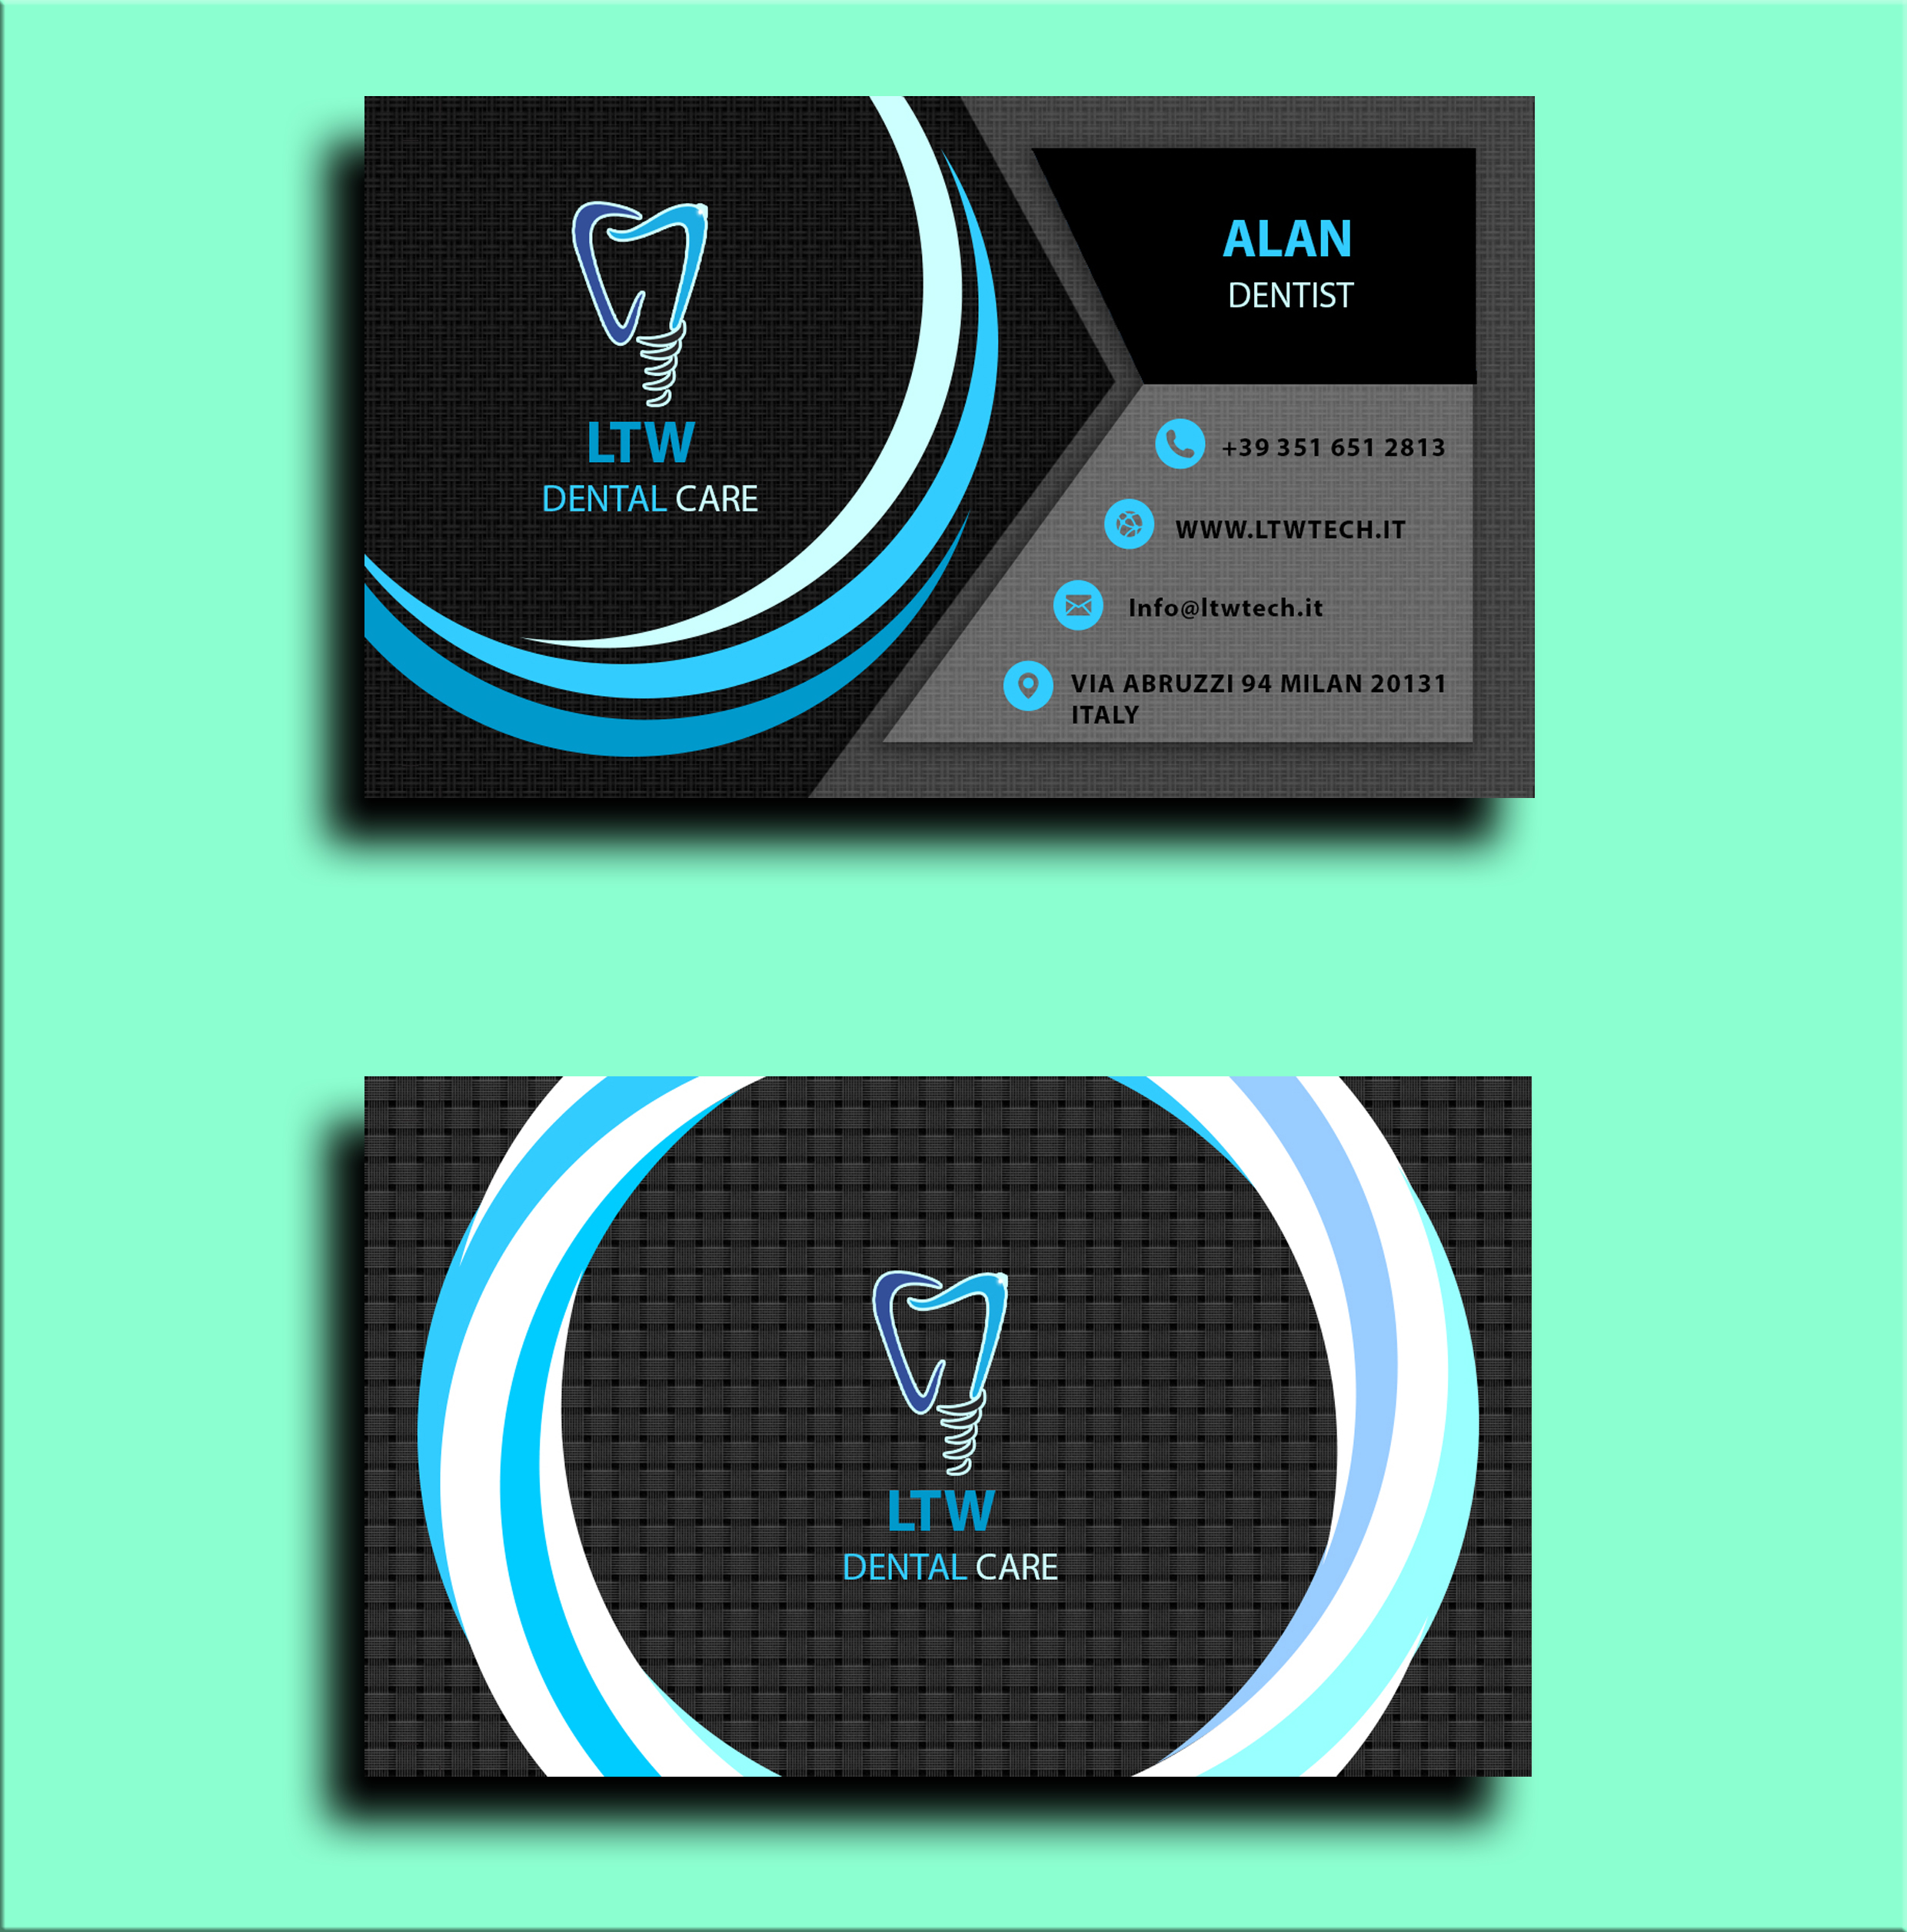 LTW
DENTAL CARE
ALAN
DENTIST
+39 351 651 2813
WWW.LTWTECH.IT
Info@ltwtech.it
VIA ABRUZZI 94 MILAN 20131
ITALY
LTW
DENTAL CARE